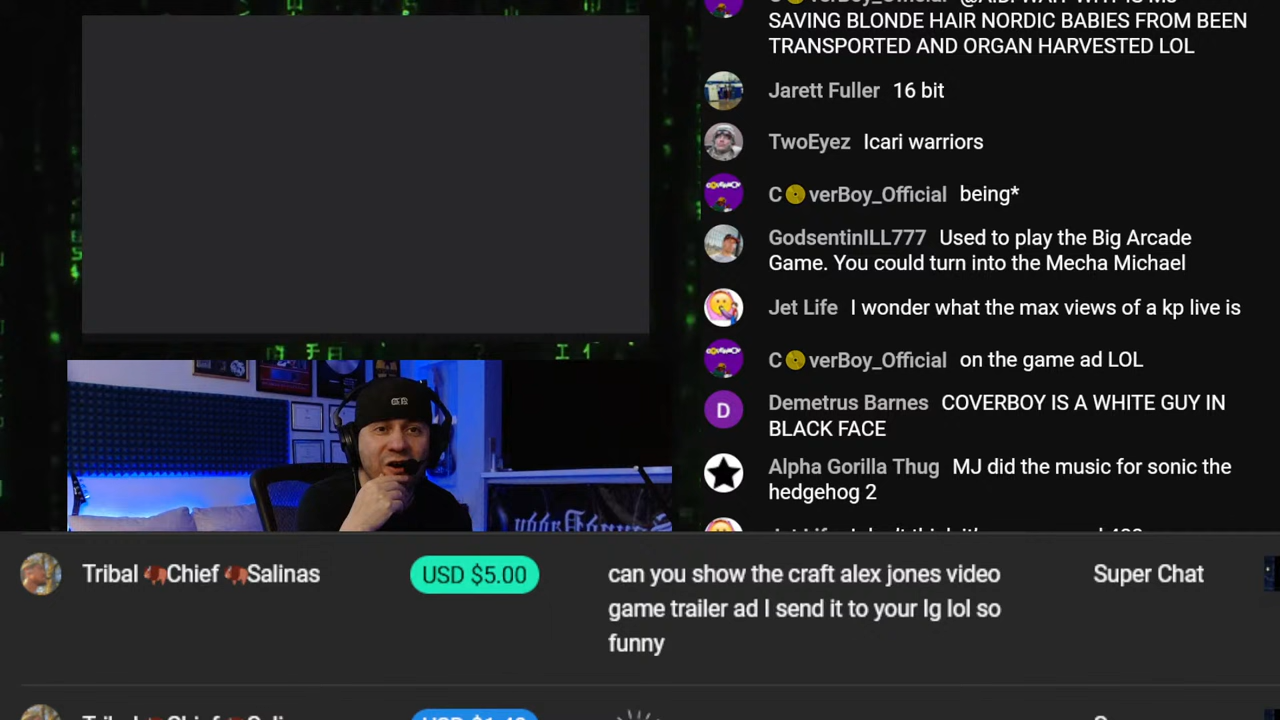 SAVING BLONDE HAIR NORDIC BABIES FROM BEEN
TRANSPORTED AND ORGAN HARVESTED LOL
Jarett Fuller 16 bit
TwoEyez Icari warriors
C verBoy_Official being*
GodsentinILL777 Used to play the Big Arcade
Game. You could turn into the Mecha Michael
Jet Life I wonder what the max views of a kp live is
C verBoy_Official on the game ad LOL
Demetrus Barnes COVERBOY IS A WHITE GUY IN
D
BLACK FACE
Alpha Gorilla Thug MJ did the music for sonic the
hedgehog 2
Tribal Chief Salinas USD $5.00 can you show the craft alex jones video Super Chat
game trailer ad I send it to your Ig lol so
funny